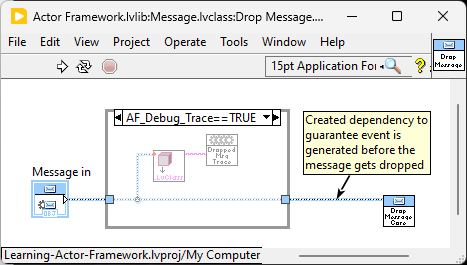 Actor Framework.lvlib:Message.lvclass:Drop Message....
File Edit View Project Operate Tools Window
15pt Application Fo
Drop
Message
AF_Debug_Trace==TRUE
Created dependency to
guarantee event is
generated before the
message gets dropped
Dropped
Msg
Trace
LvClass
Message in
OBJ
Drop
Message
Core
Learning-Actor-Framework.lvproj/My Computer